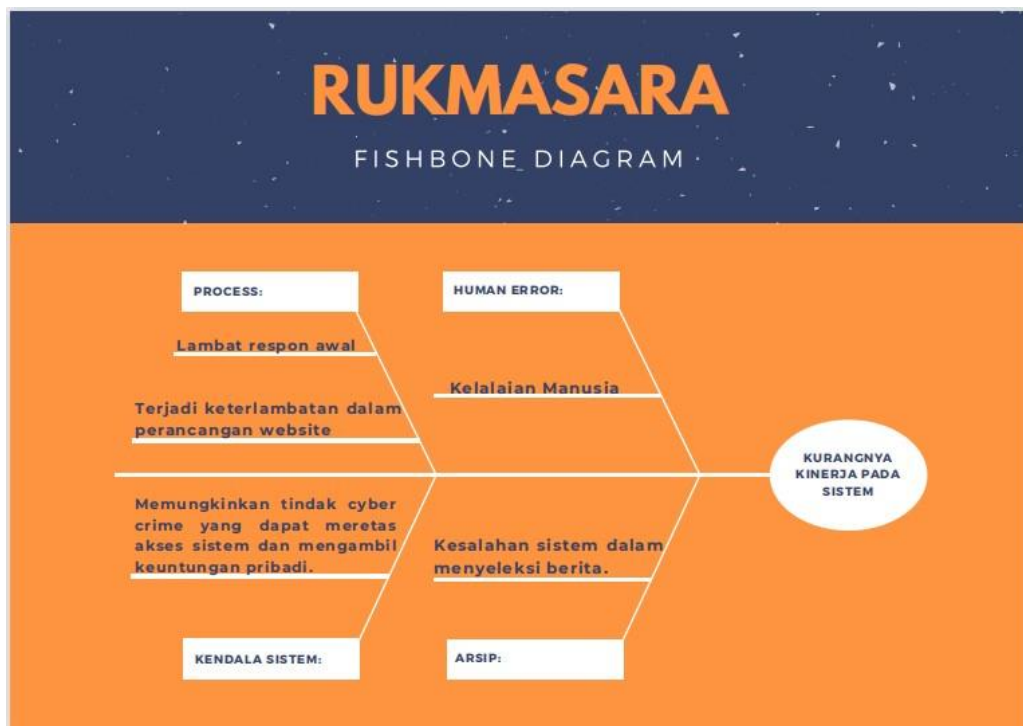 RUKMASARA
FISHBONE DIAGRAM
PROCESS:
HUMAN ERROR:
Lambat respon awal
Kelalaian Manusia
Terjadi keterlambatan dalam
perancangan website
KURANGNYA
KINERJA PADA
SISTEM
Memungkinkan tindak cyber
crime yang dapat meretas
akses sistem dan mengambil
keuntungan pribadi.
Kesalahan sistem dalam
menyeleksi berita.
KENDALA SISTEM:
ARSIP: